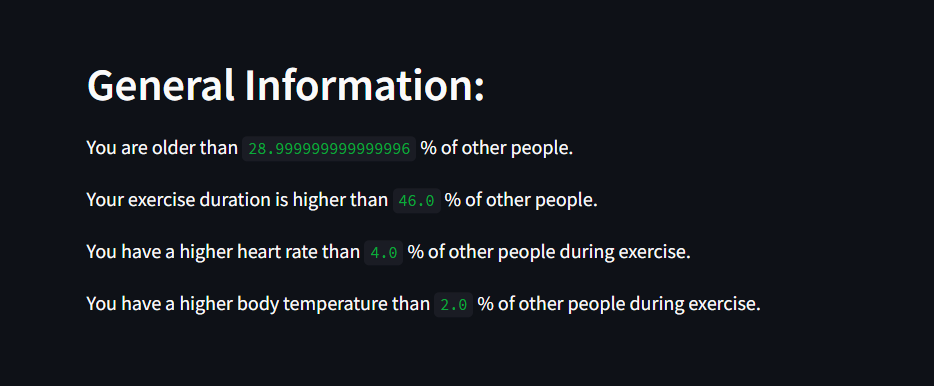 General Information:
You are older than 28.999999999999996 % of other people.
Your exercise duration is higher than 46.0 % of other people.
You have a higher heart rate than 4.0 % of other people during exercise.
You have a higher body temperature than 2.0 % of other people during exercise.